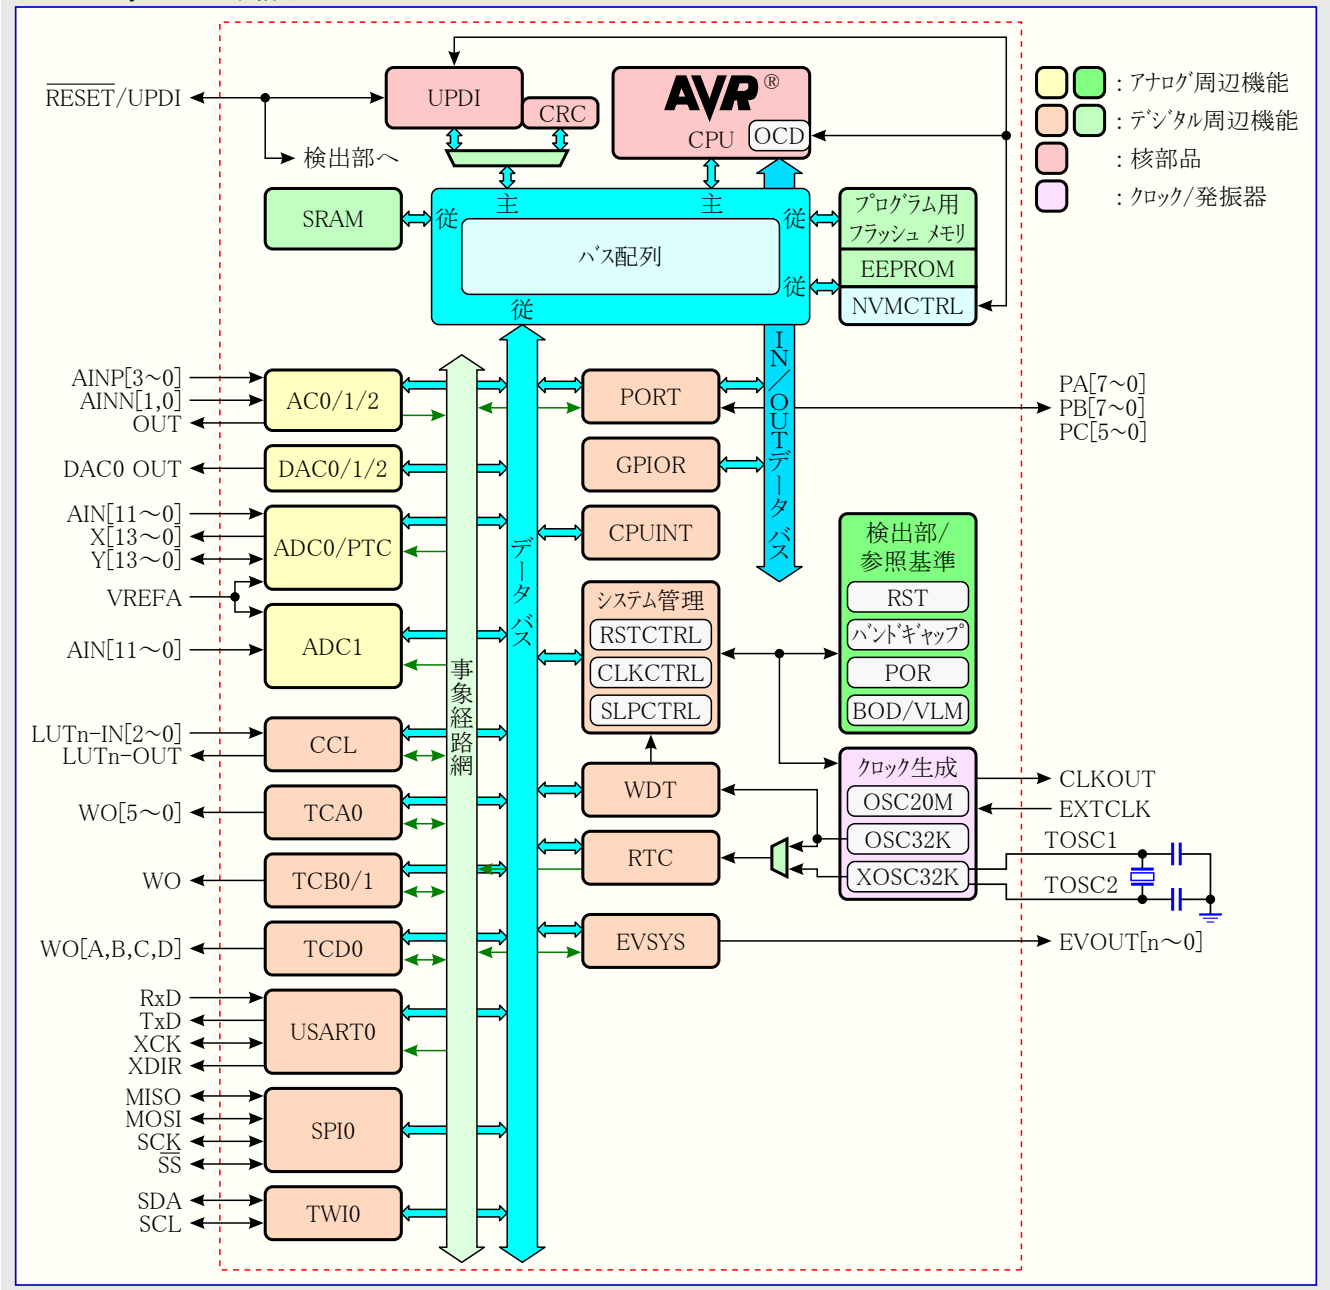 RESET/UPDI
検出部へ
UPDI
CRC
AVR®
CPU
OCD
:アナログ周辺機能
:デジタル周辺機能
:核部品
:クロック/発振器
SRAM
主
主
従
従
従
従
バス配列
プログラム用
フラッシュ メモリ
EEPROM
NVMCTRL
IN/OUTデータ バス
データ バス
事象経路網
AINP[3～0]
AINN[1,0]
OUT
AC0/1/2
DAC0 OUT
DAC0/1/2
AIN[11～0]
X[13～0]
Y[13～0]
ADC0/PTC
VREFA
AIN[11～0]
ADC1
LUTn-IN[2～0]
LUTn-OUT
CCL
WO[5～0]
TCA0
WO
TCB0/1
WO[A,B,C,D]
TCD0
RxD
TxD
XCK
XDIR
USART0
MISO
MOSI
SCK
SS
SPI0
SDA
SCL
TWI0
PORT
PA[7～0]
PB[7～0]
PC[5～0]
GPIOR
CPUINT
システム管理
RSTCTRL
CLKCTRL
SLPCTRL
WDT
RTC
EVSYS
検出部/
参照基準
RST
バンドギャップ
POR
BOD/VLM
クロック生成
OSC20M
OSC32K
XOSC32K
CLKOUT
EXTCLK
TOSC1
TOSC2
EVOUT[n～0]